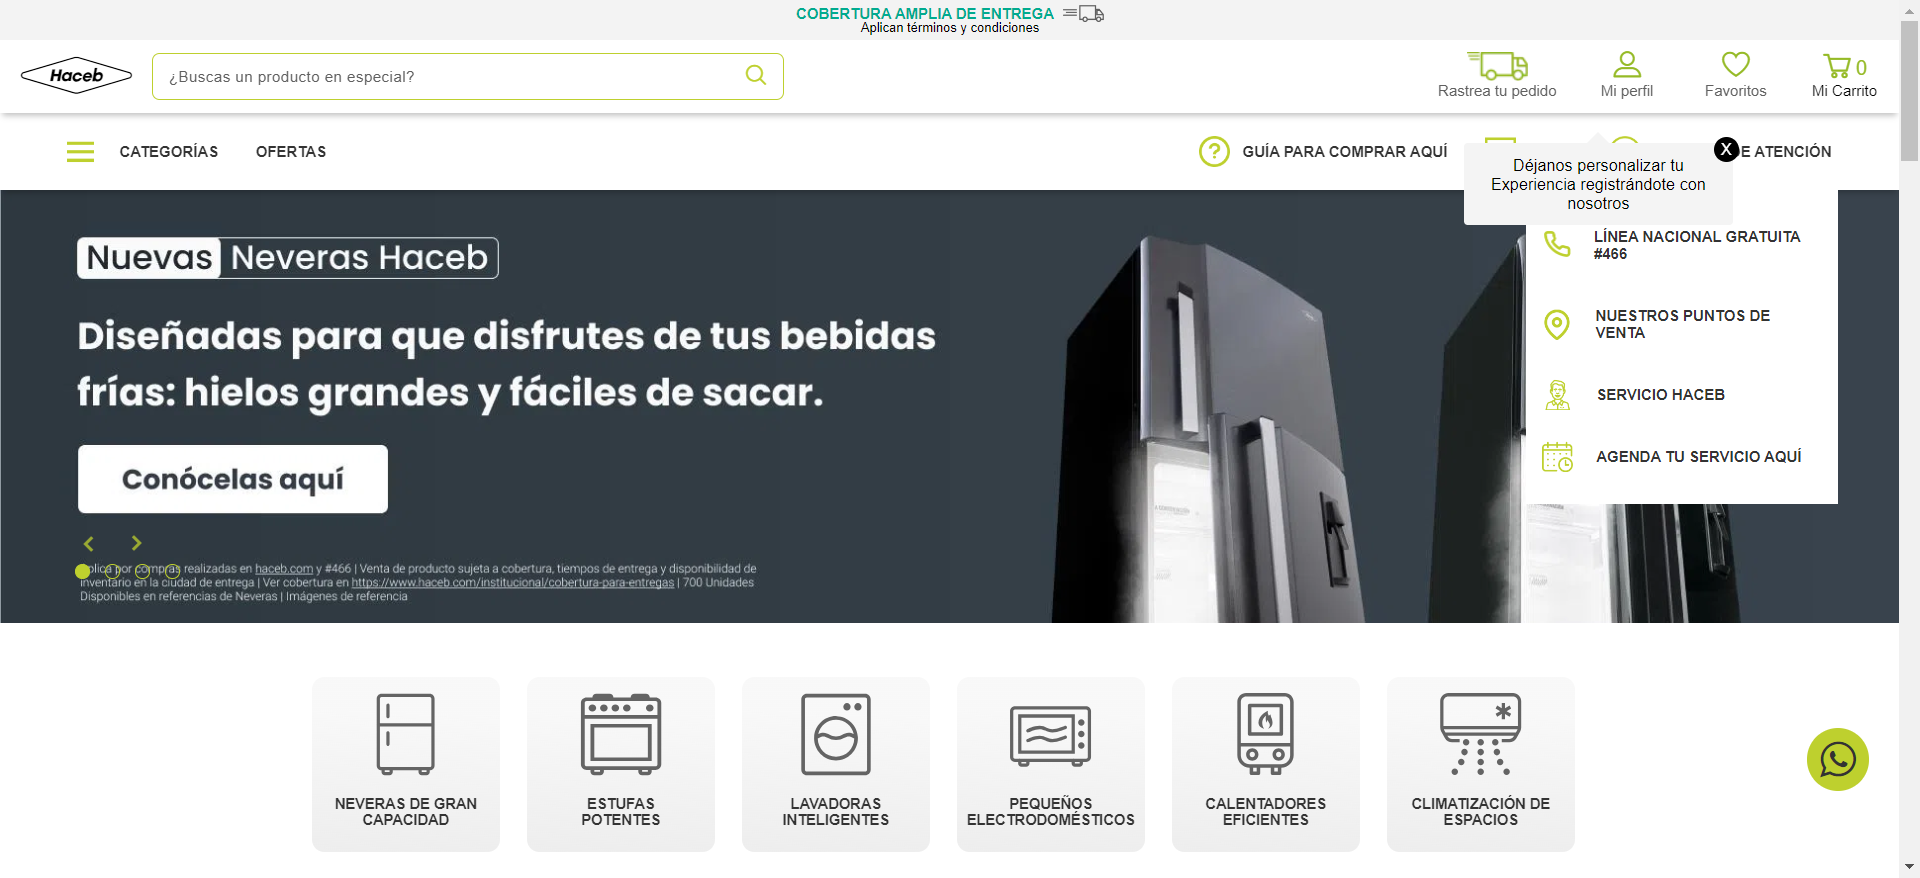 COBERTURA AMPLIA DE ENTREGA
Aplican términos y condiciones
Haceb
¿Buscas un producto en especial?
Rastrea tu pedido
Mi perfil
Favoritos
0
Mi Carrito
CATEGORÍAS
OFERTAS
GUÍA PARA COMPRAR AQUÍ
E ATENCIÓN
X
Déjanos personalizar tu
Experiencia registrándote con
nosotros
LÍNEA NACIONAL GRATUITA
#466
NUESTROS PUNTOS DE
VENTA
SERVICIO HACEB
AGENDA TU SERVICIO AQUÍ
Nuevas Neveras Haceb
Diseñadas para que disfrutes de tus bebidas
frías: hielos grandes y fáciles de sacar.
Conócelas aquí
Aplica por compras realizadas en haceb.com y #466 | Venta de producto sujeta a cobertura, tiempos de entrega y disponibilidad de
inventario en la ciudad de entrega | Ver cobertura en https://www.haceb.com/institucional/cobertura-para-entregas | 700 Unidades
Disponibles en referencias de Neveras | Imágenes de referencia
NEVERAS DE GRAN
CAPACIDAD
ESTUFAS
POTENTES
LAVADORAS
INTELIGENTES
PEQUEÑOS
ELECTRODOMÉSTICOS
CALENTADORES
EFICIENTES
CLIMATIZACIÓN DE
ESPACIOS